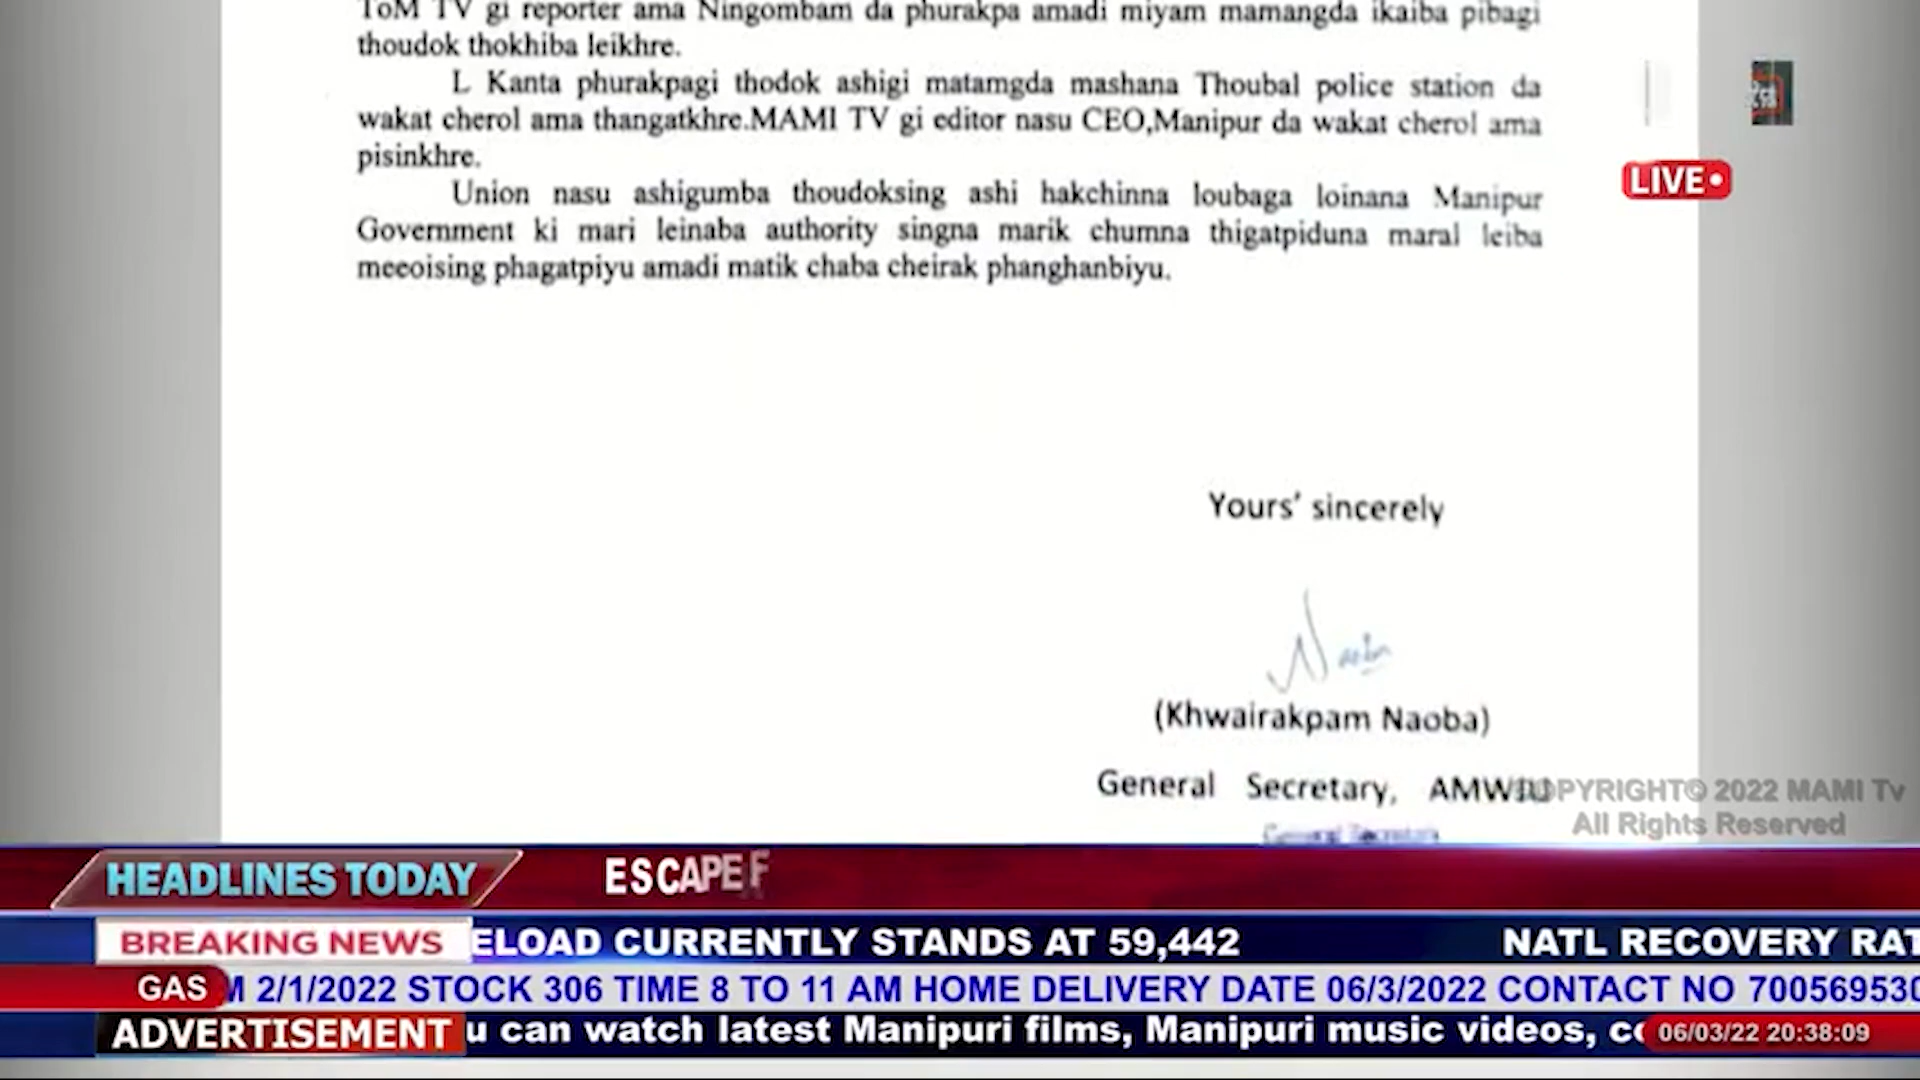 ToM TV gi reporter ama Ningombam da phurakpa amadi miyam mamangda ikaiba pibagi
thoudok thokhiba leikhre.
L Kanta phurakpagi thodok ashigi matamgda mashana Thoubal police station da
wakat cherol ama thangatkhre.MAMI TV gi editor nasu CEO,Manipur da wakat cherol ama
pisinkhre.
Union nasu ashigumba thoudoksing ashi hakchinna loubaga loinana Manipur
Government ki mari leinaba authority singna marik chumna thigatpiduna maral leiba
meeoising phagatpiyu amadi matik chaba cheirak phanghanbiyu.
LIVE
Yours' sincerely
(Khwairakpam Naoba)
General Secretary, AMWJU
General Secretary
COPYRIGHT© 2022 MAMI Tv
All Rights Reserved
HEADLINES TODAY ESCAPE F
BREAKING NEWS ELOAD CURRENTLY STANDS AT 59,442 NATL RECOVERY RAT
GAS M 2/1/2022 STOCK 306 TIME 8 TO 11 AM HOME DELIVERY DATE 06/3/2022 CONTACT NO 700569530
ADVERTISEMENT u can watch latest Manipuri films, Manipuri music videos, co 06/03/22 20:38:09